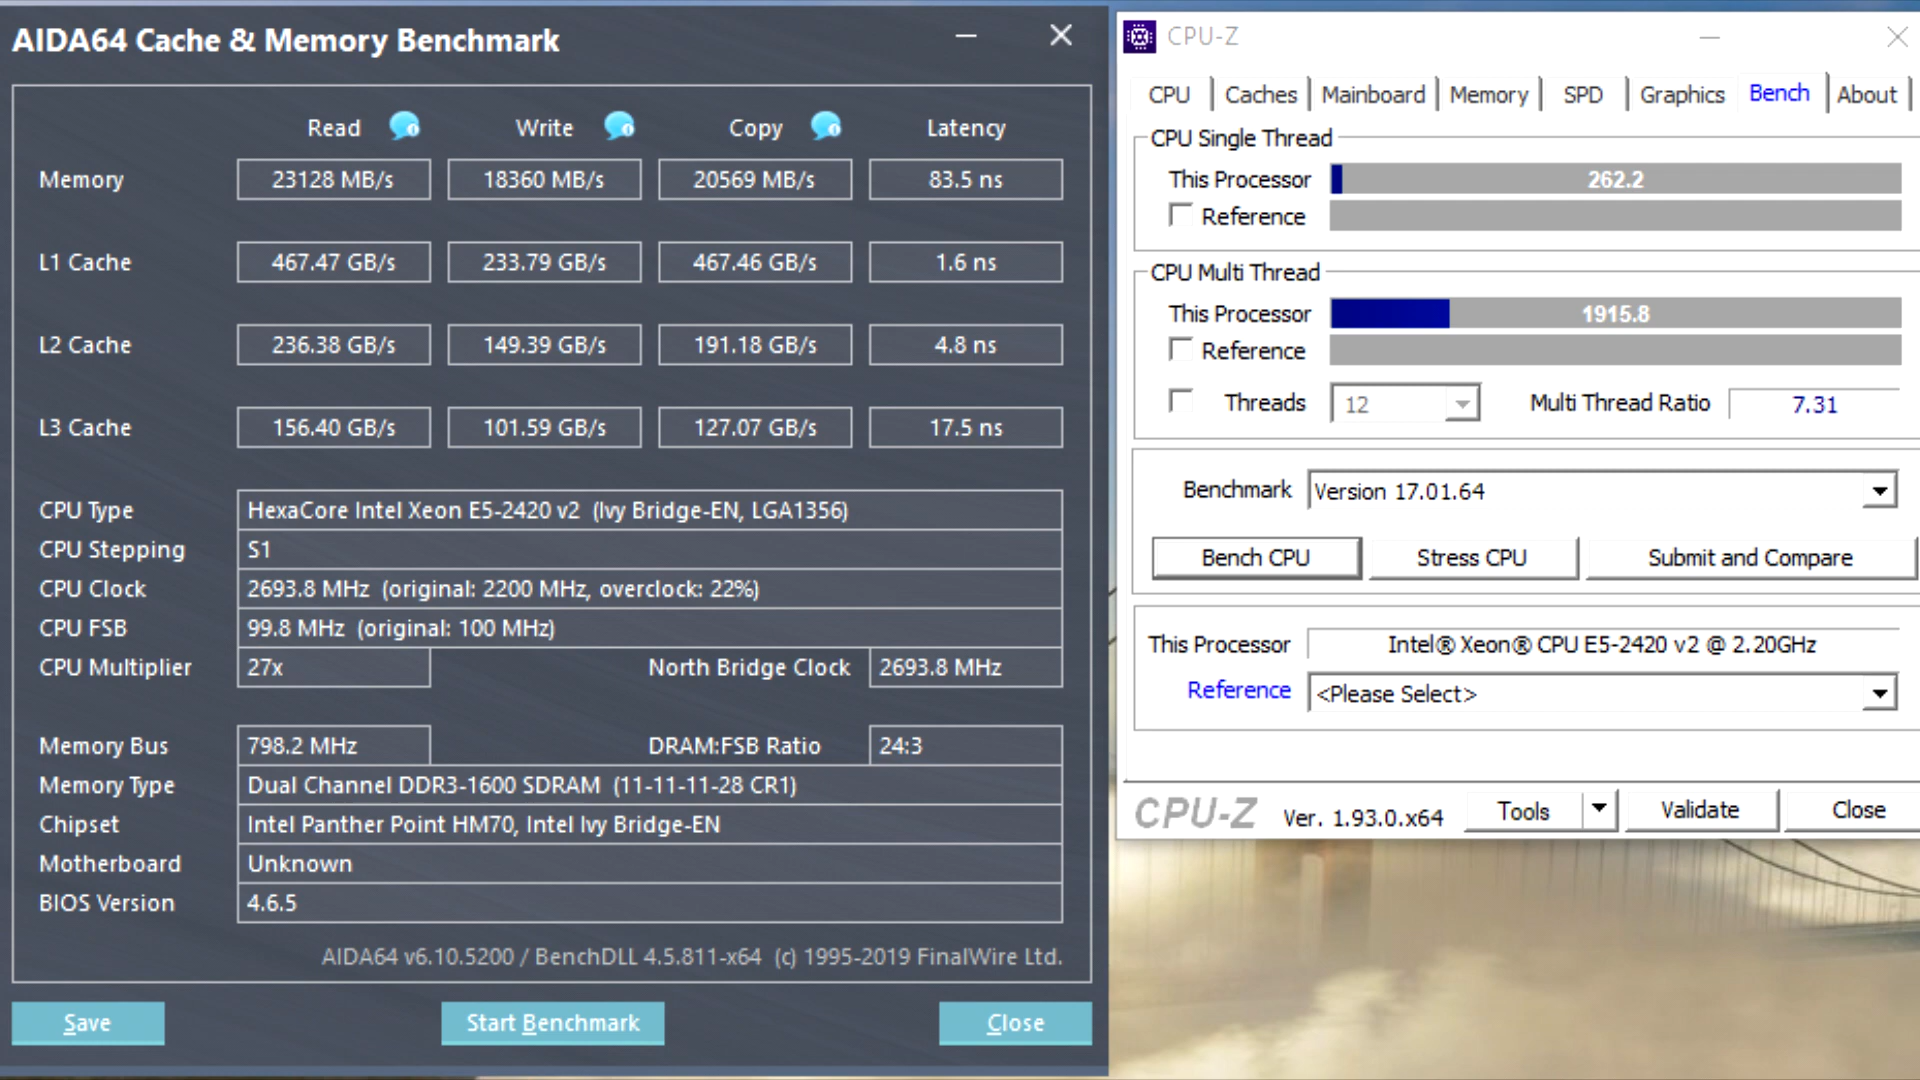 AIDA64 Cache & Memory Benchmark
Read Write Copy Latency
Memory 23128 MB/s 18360 MB/s 20569 MB/s 83.5 ns
L1 Cache 467.47 GB/s 233.79 GB/s 467.46 GB/s 1.6 ns
L2 Cache 236.38 GB/s 149.39 GB/s 191.18 GB/s 4.8 ns
L3 Cache 156.40 GB/s 101.59 GB/s 127.07 GB/s 17.5 ns
CPU Type HexaCore Intel Xeon E5-2420 v2 (Ivy Bridge-EN, LGA1356)
CPU Stepping S1
CPU Clock 2693.8 MHz (original: 2200 MHz, overclock: 22%)
CPU FSB 99.8 MHz (original: 100 MHz)
CPU Multiplier 27x North Bridge Clock 2693.8 MHz
Memory Bus 798.2 MHz DRAM:FSB Ratio 24:3
Memory Type Dual Channel DDR3-1600 SDRAM (11-11-11-28 CR1)
Chipset Intel Panther Point HM70, Intel Ivy Bridge-EN
Motherboard Unknown
BIOS Version 4.6.5
AIDA64 v6.10.5200 / BenchDLL 4.5.811-x64 (c) 1995-2019 FinalWire Ltd.
Save Start Benchmark Close
CPU-Z
CPU Caches Mainboard Memory SPD Graphics Bench About
CPU Single Thread
This Processor 262.2
Reference
CPU Multi Thread
This Processor 1915.8
Reference
Threads 12 Multi Thread Ratio 7.31
Benchmark Version 17.01.64
Bench CPU Stress CPU Submit and Compare
This Processor Intel® Xeon® CPU E5-2420 v2 @ 2.20GHz
Reference <Please Select>
CPU-Z Ver. 1.93.0.x64 Tools Validate Close